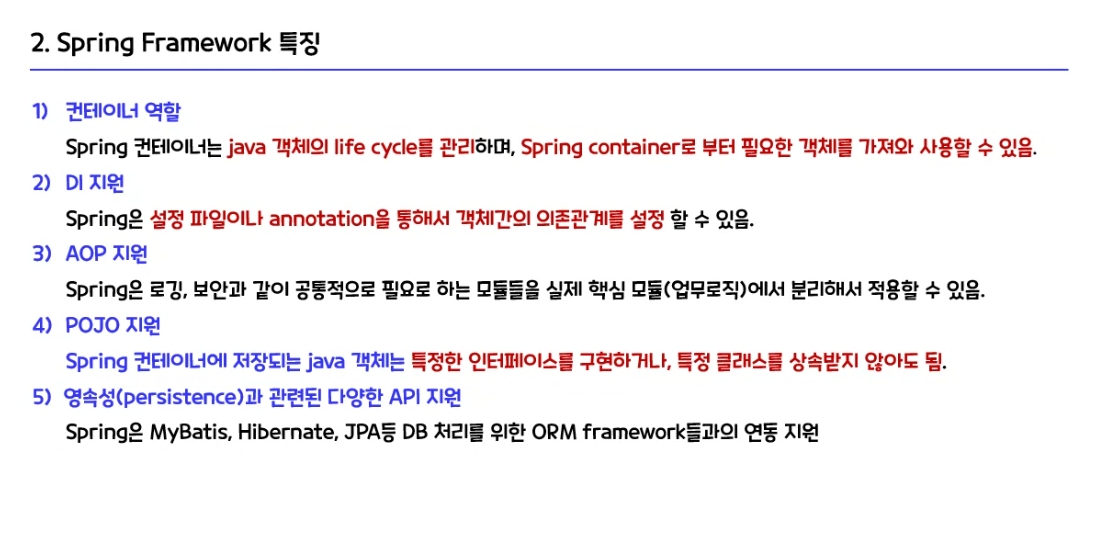 2. Spring Framework 특징
1) 컨테이너 역할
Spring 컨테이너는 java 객체의 life cycle를 관리하며, Spring container로 부터 필요한 객체를 가져와 사용할 수 있음.
2) DI 지원
Spring은 설정 파일이나 annotation을 통해서 객체간의 의존관계를 설정 할 수 있음.
3) AOP 지원
Spring은 로깅, 보안과 같이 공통적으로 필요로 하는 모듈들을 실제 핵심 모듈(업무로직)에서 분리해서 적용할 수 있음.
4) POJO 지원
Spring 컨테이너에 저장되는 java 객체는 특정한 인터페이스를 구현하거나, 특정 클래스를 상속받지 않아도 됨.
5) 영속성(persistence)과 관련된 다양한 API 지원
Spring은 MyBatis, Hibernate, JPA등 DB 처리를 위한 ORM framework들과의 연동 지원